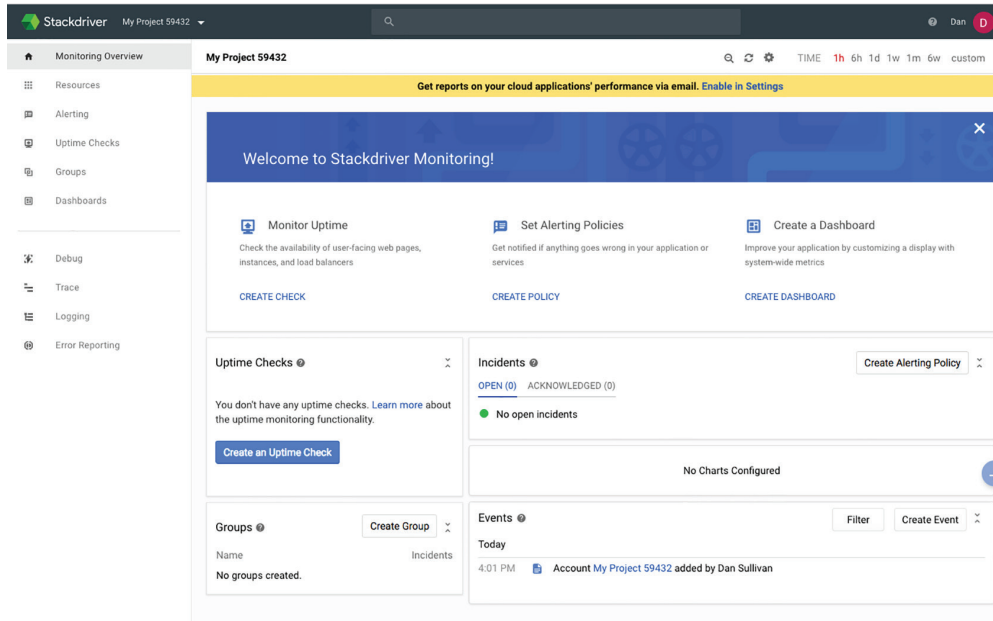 Stackdriver My Project 59432 Dan D
Monitoring Overview
Resources
Alerting
Uptime Checks
Groups
Dashboards
Debug
Trace
Logging
Error Reporting
My Project 59432 TIME 1h 6h 1d 1w 1m 6w custom
Get reports on your cloud applications' performance via email. Enable in Settings
Welcome to Stackdriver Monitoring!
Monitor Uptime
Check the availability of user-facing web pages,
instances, and load balancers
CREATE CHECK
Set Alerting Policies
Get notified if anything goes wrong in your application or
services
CREATE POLICY
Create a Dashboard
Improve your application by customizing a display with
system-wide metrics
CREATE DASHBOARD
Uptime Checks
You don't have any uptime checks. Learn more about
the uptime monitoring functionality.
Create an Uptime Check
Incidents Create Alerting Policy
OPEN (0) ACKNOWLEDGED (0)
No open incidents
No Charts Configured
Groups Create Group
Name Incidents
No groups created.
Events Filter Create Event
Today
4:01 PM Account My Project 59432 added by Dan Sullivan